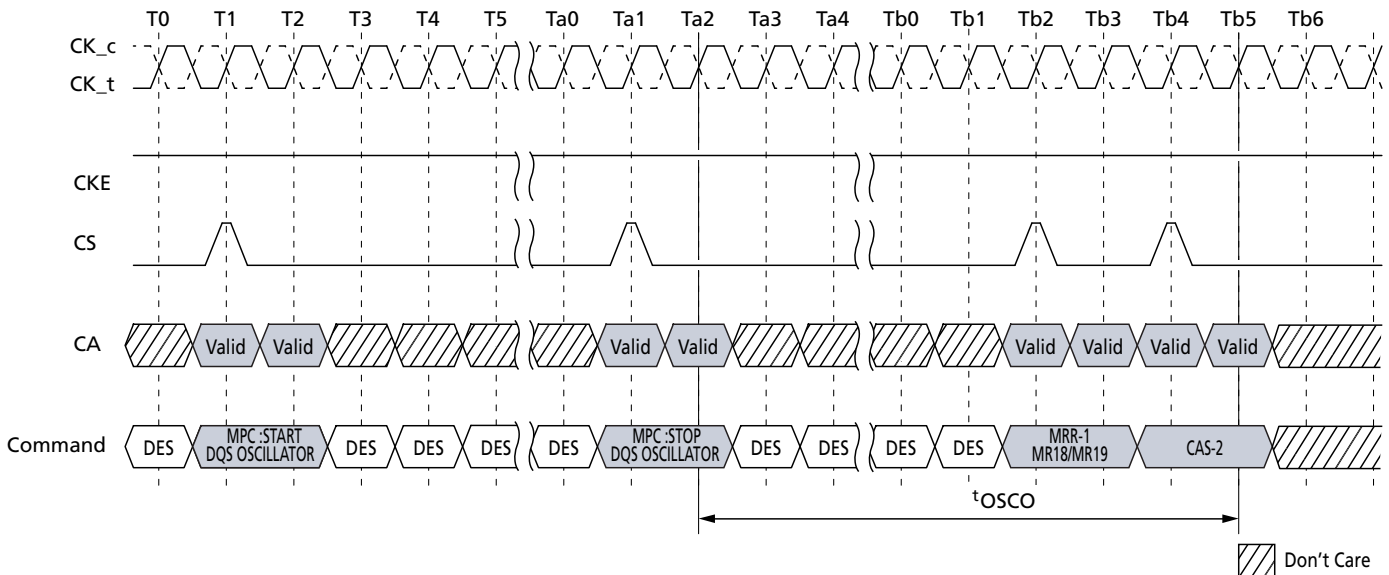 T0 T1 T2 T3 T4 T5 Ta0 Ta1 Ta2 Ta3 Ta4 Tb0 Tb1 Tb2 Tb3 Tb4 Tb5 Tb6
CK_c
CK_t
CKE
CS
CA Valid Valid Valid Valid Valid Valid Valid Valid
Command DES MPC :START DQS OSCILLATOR DES DES DES DES MPC :STOP DQS OSCILLATOR DES DES DES DES MRR-1 MR18/MR19 CAS-2
tOSCO
Don't Care